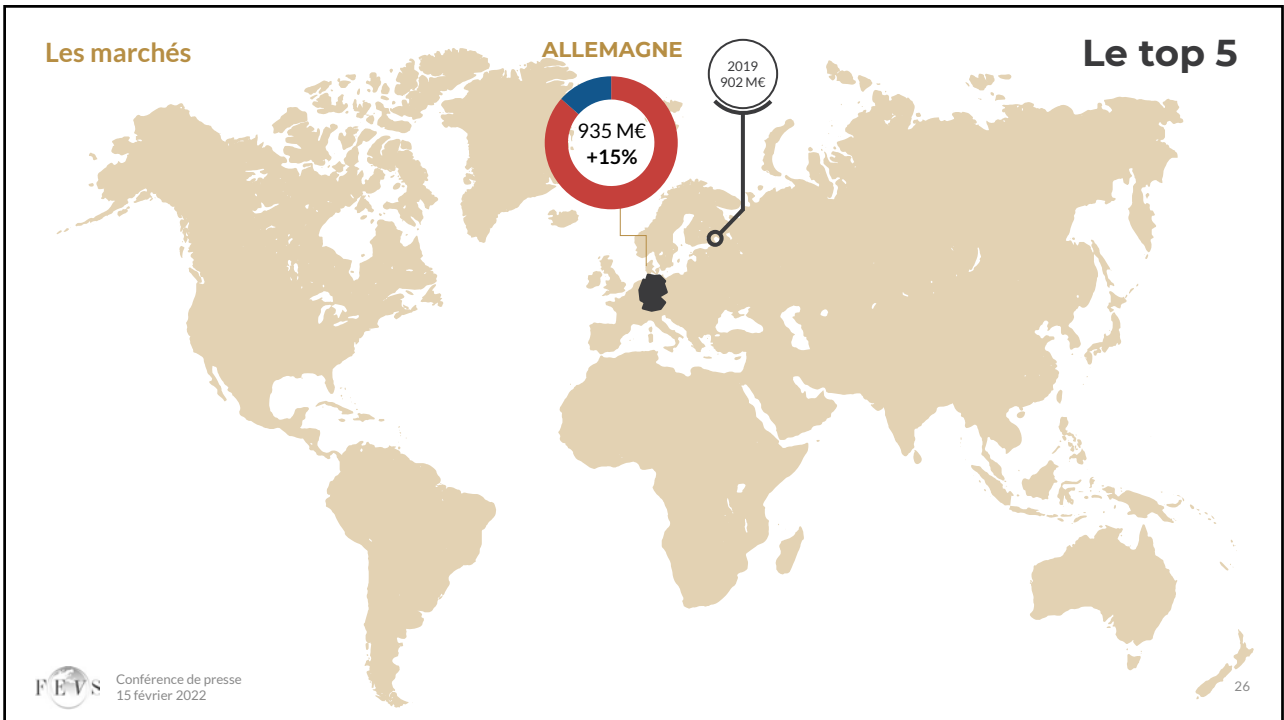 Les marchés
ALLEMAGNE
935 M€
+15%
2019
902 M€
Le top 5
FEVS
Conférence de presse
15 février 2022
26